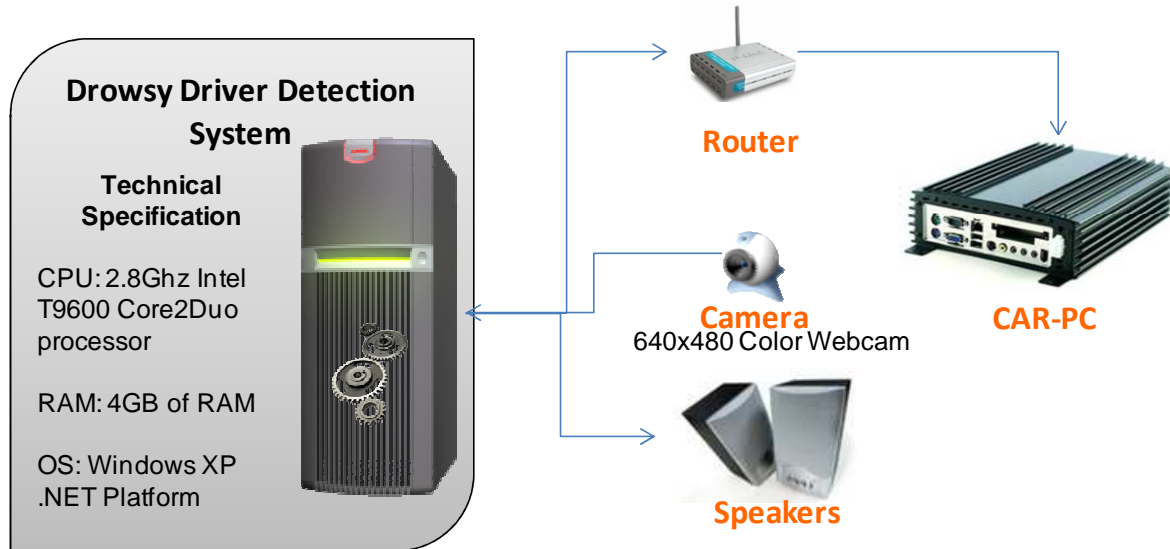 Drowsy Driver Detection
System
Technical
Specification
CPU: 2.8Ghz Intel
T9600 Core2Duo
processor
RAM: 4GB of RAM
OS: Windows XP
.NET Platform
Router
Camera
640x480 Color Webcam
CAR-PC
Speakers